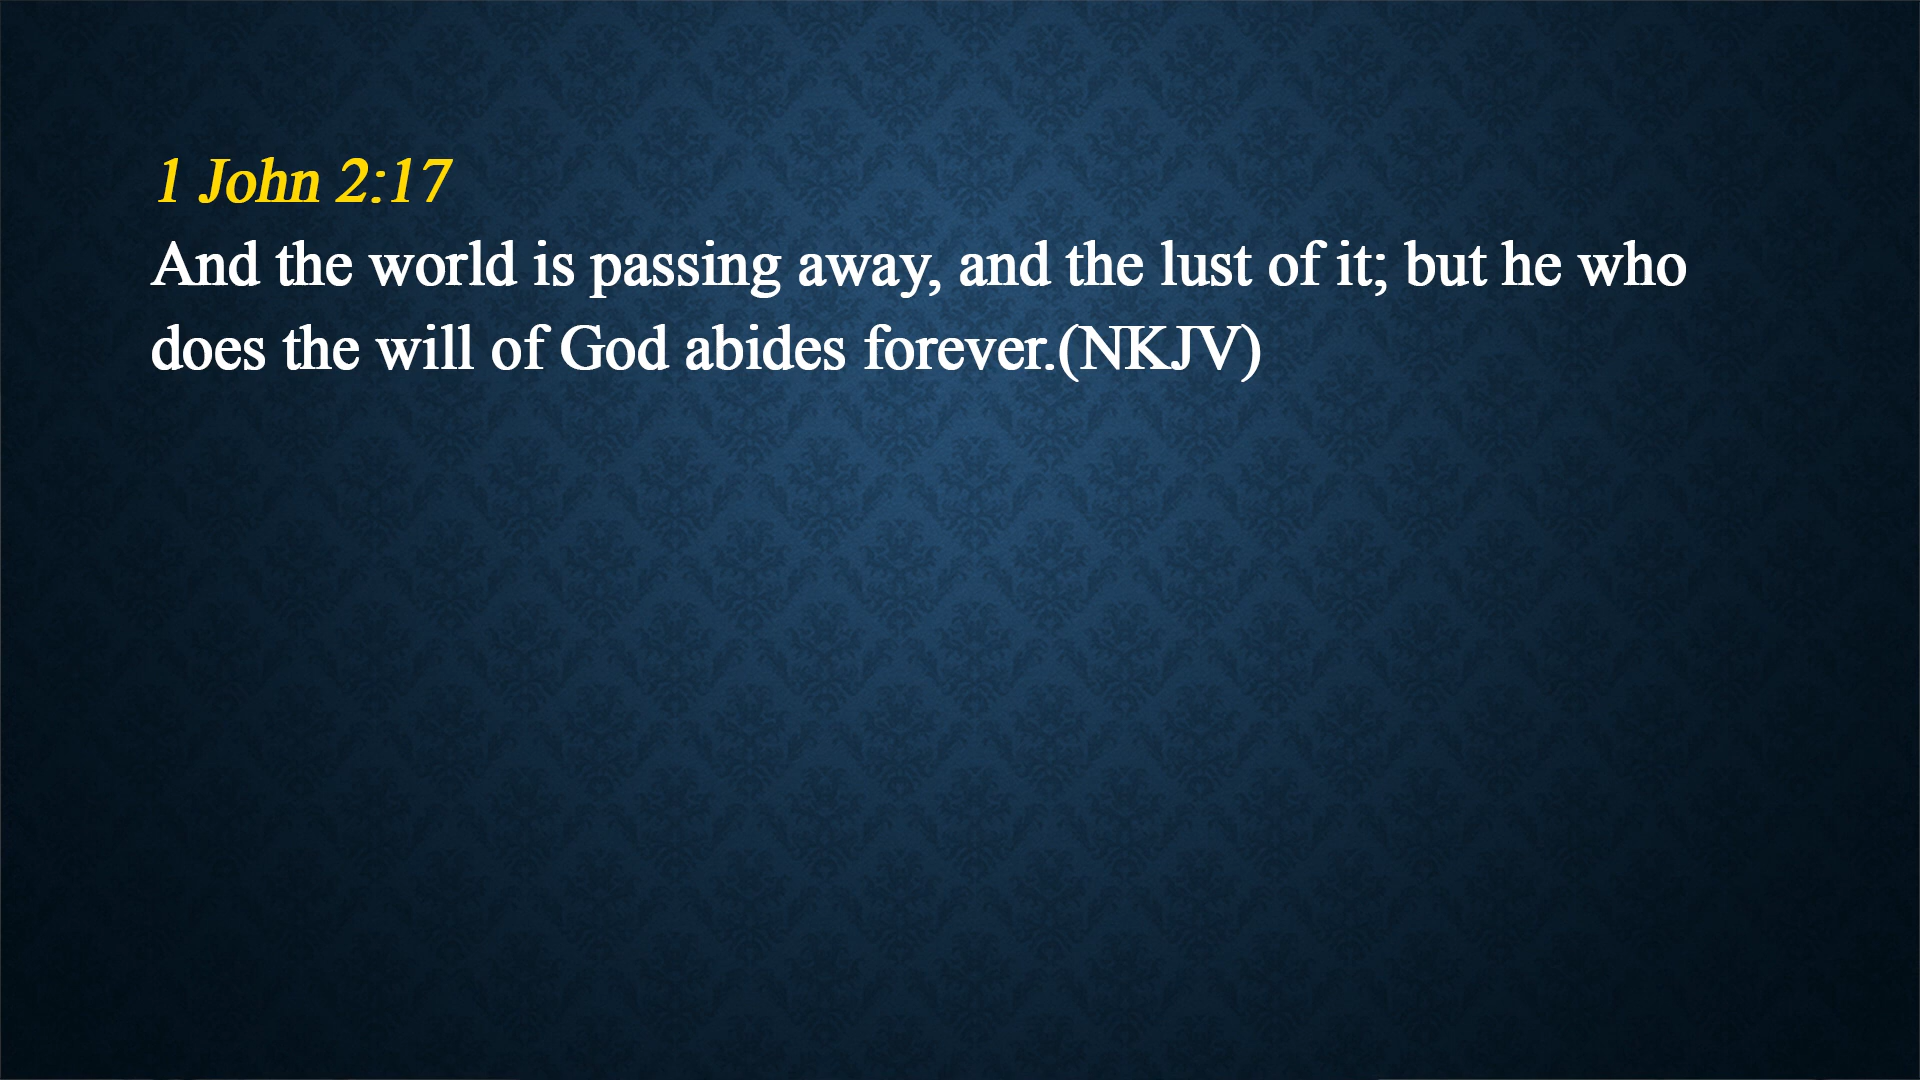 1 John 2:17
And the world is passing away, and the lust of it; but he who
does the will of God abides forever.(NKJV)